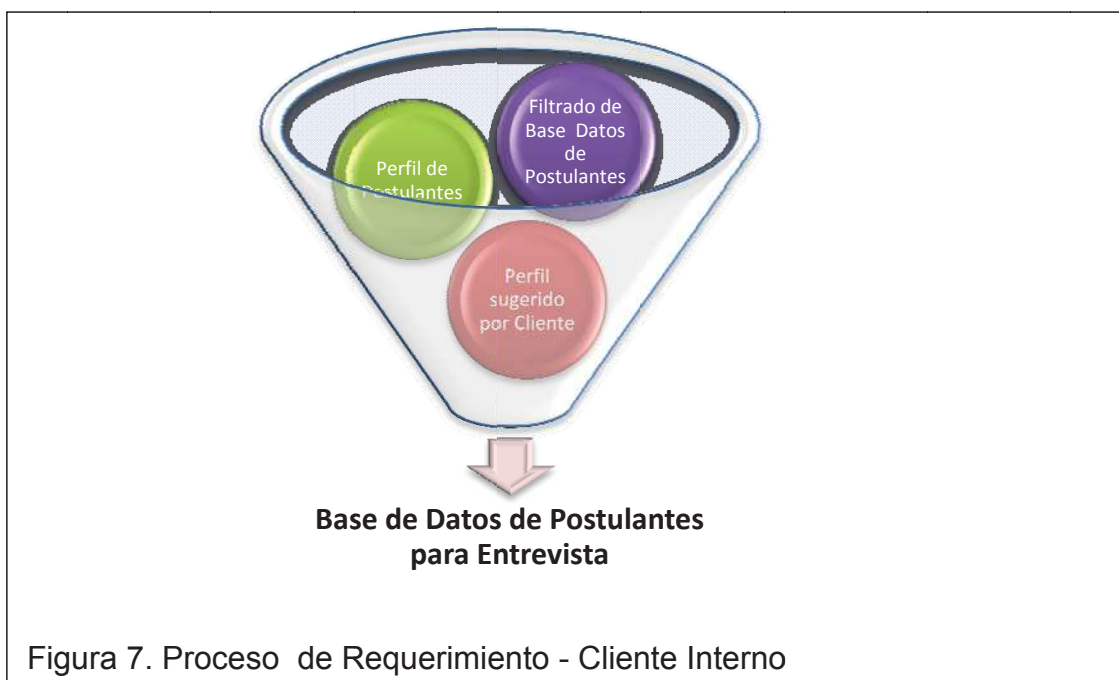 Filtrado de
Base Datos
de
Postulantes
Perfil de
Postulantes
Perfil
sugerido
por Cliente
Base de Datos de Postulantes
para Entrevista
Figura 7. Proceso de Requerimiento - Cliente Interno